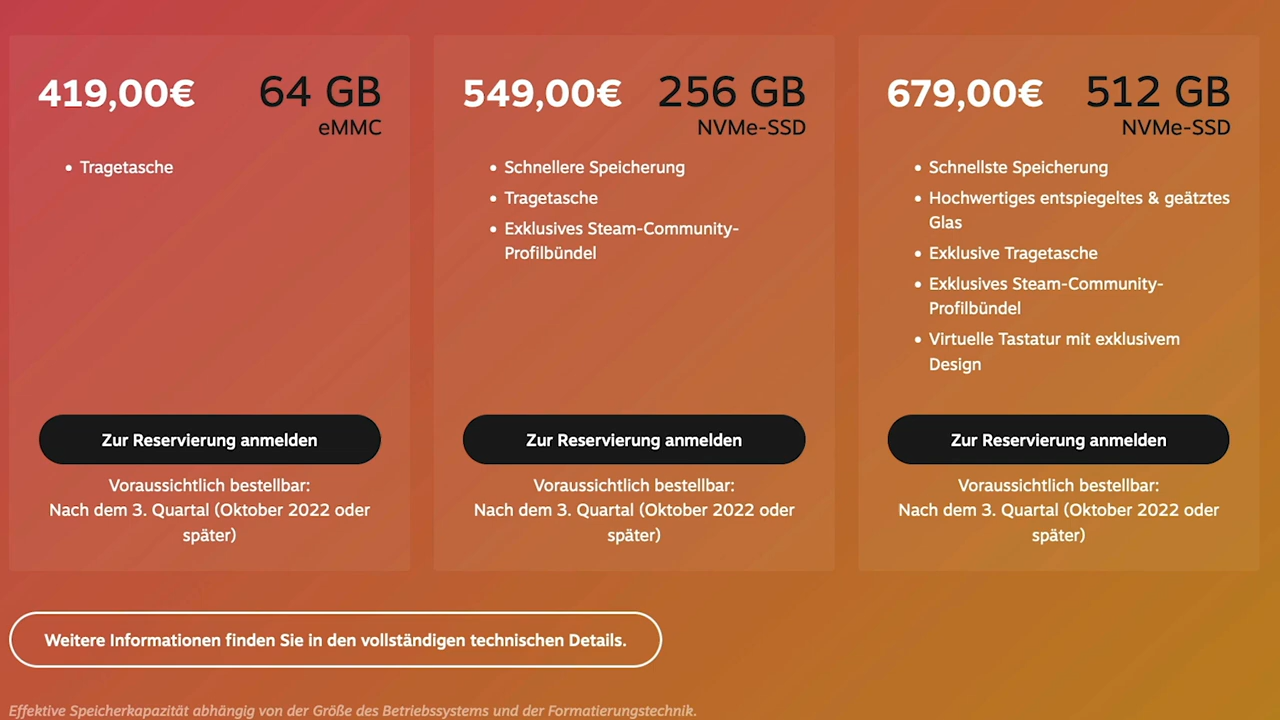 419,00€
64 GB
eMMC
• Tragetasche
Zur Reservierung anmelden
Voraussichtlich bestellbar:
Nach dem 3. Quartal (Oktober 2022 oder
später)
549,00€
256 GB
NVMe-SSD
• Schnellere Speicherung
• Tragetasche
• Exklusives Steam-Community-
Profilbündel
Zur Reservierung anmelden
Voraussichtlich bestellbar:
Nach dem 3. Quartal (Oktober 2022 oder
später)
679,00€
512 GB
NVMe-SSD
• Schnellste Speicherung
• Hochwertiges entspiegeltes & geätztes
Glas
• Exklusive Tragetasche
• Exklusives Steam-Community-
Profilbündel
• Virtuelle Tastatur mit exklusivem
Design
Zur Reservierung anmelden
Voraussichtlich bestellbar:
Nach dem 3. Quartal (Oktober 2022 oder
später)
Weitere Informationen finden Sie in den vollständigen technischen Details.
Effektive Speicherkapazität abhängig von der Größe des Betriebssystems und der Formatierungstechnik.